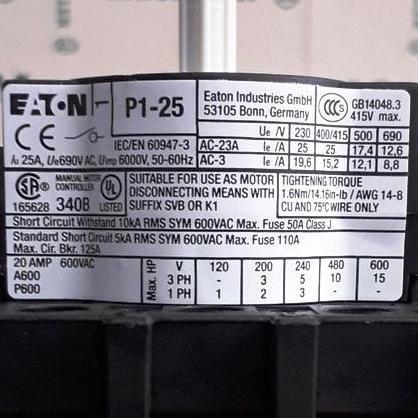 EATON 1 P1-25 Eaton Industries GmbH CCC GB14048.3
53105 Bonn, Germany 415V max.
CE IEC/EN 60947-3 Ue /V 230 400/415 500 690
AC-23A Ie /A 25 25 17,4 12,6
Iu 25A, Ui 690V AC, Uimp 6000V, 50-60Hz AC-3 Ie /A 19,6 15,2 12,1 8,8
SA MANUAL MOTOR CONTROLLER UL LISTED SUITABLE FOR USE AS MOTOR TIGHTENING TORQUE
DISCONNECTING MEANS WITH 1.6Nm/14.16in-lb / AWG 14-8
165628 340B SUFFIX SVB OR K1 CU AND 75°C WIRE ONLY
Short Circuit Withstand 10kA RMS SYM 600VAC Max. Fuse 50A Class J
Standard Short Circuit 5kA RMS SYM 600VAC Max. Fuse 110A
Max. Cir. Bkr. 125A
20 AMP 600VAC Max. HP V 120 200 240 480 600
A600 3 PH - 3 5 10 15
P600 1 PH 1 2 3 - -